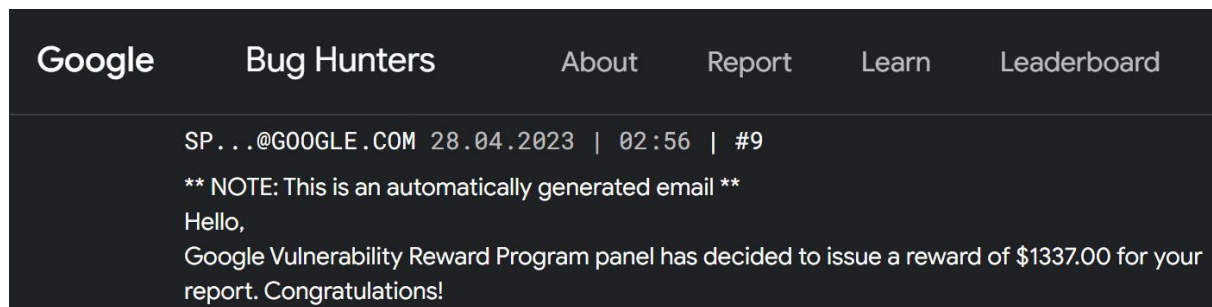 Google Bug Hunters About Report Learn Leaderboard
SP...@GOOGLE.COM 28.04.2023 | 02:56 | #9
** NOTE: This is an automatically generated email **
Hello,
Google Vulnerability Reward Program panel has decided to issue a reward of $1337.00 for your
report. Congratulations!